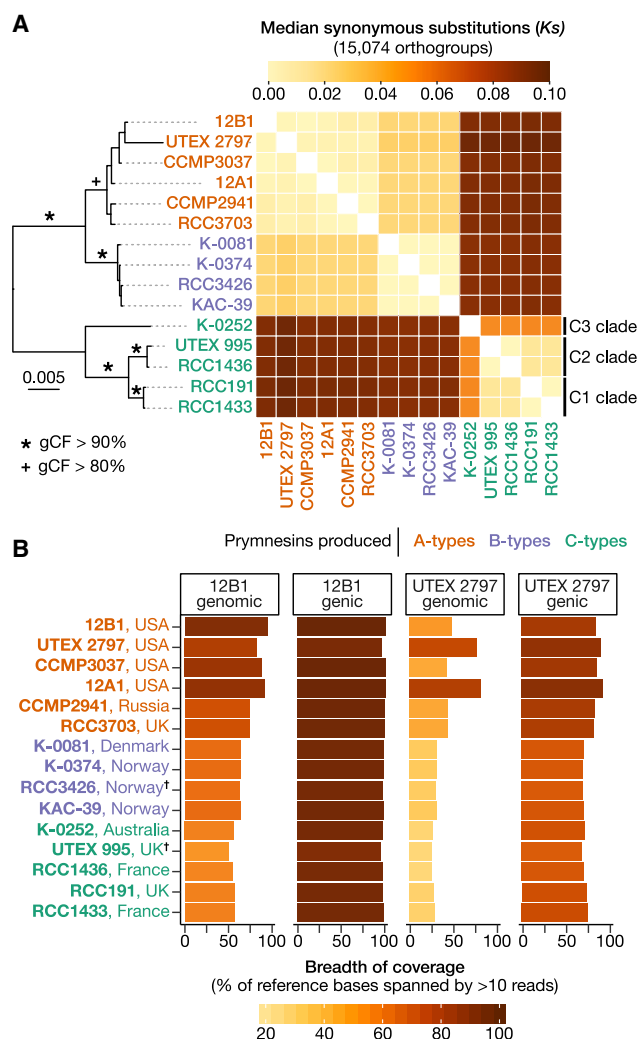 A
Median synonymous substitutions (Ks)
(15,074 orthogroups)
0.00 0.02 0.04 0.06 0.08 0.10
12B1
UTEX 2797
CCMP3037
12A1
CCMP2941
RCC3703
K-0081
K-0374
RCC3426
KAC-39
K-0252
UTEX 995
RCC1436
RCC191
RCC1433
+
*
*
*
*
*
C3 clade
C2 clade
C1 clade
0.005
* gCF > 90%
+ gCF > 80%
12B1
UTEX 2797
CCMP3037
12A1
CCMP2941
RCC3703
K-0081
K-0374
RCC3426
KAC-39
K-0252
UTEX 995
RCC1436
RCC191
RCC1433
B
Prymnesins produced | A-types B-types C-types
12B1 genomic
12B1 genic
UTEX 2797 genomic
UTEX 2797 genic
12B1, USA
UTEX 2797, USA
CCMP3037, USA
12A1, USA
CCMP2941, Russia
RCC3703, UK
K-0081, Denmark
K-0374, Norway
RCC3426, Norway†
KAC-39, Norway
K-0252, Australia
UTEX 995, UK†
RCC1436, France
RCC191, UK
RCC1433, France
0 50 100 0 50 100 0 50 100 0 50 100
Breadth of coverage
(% of reference bases spanned by >10 reads)
20 40 60 80 100